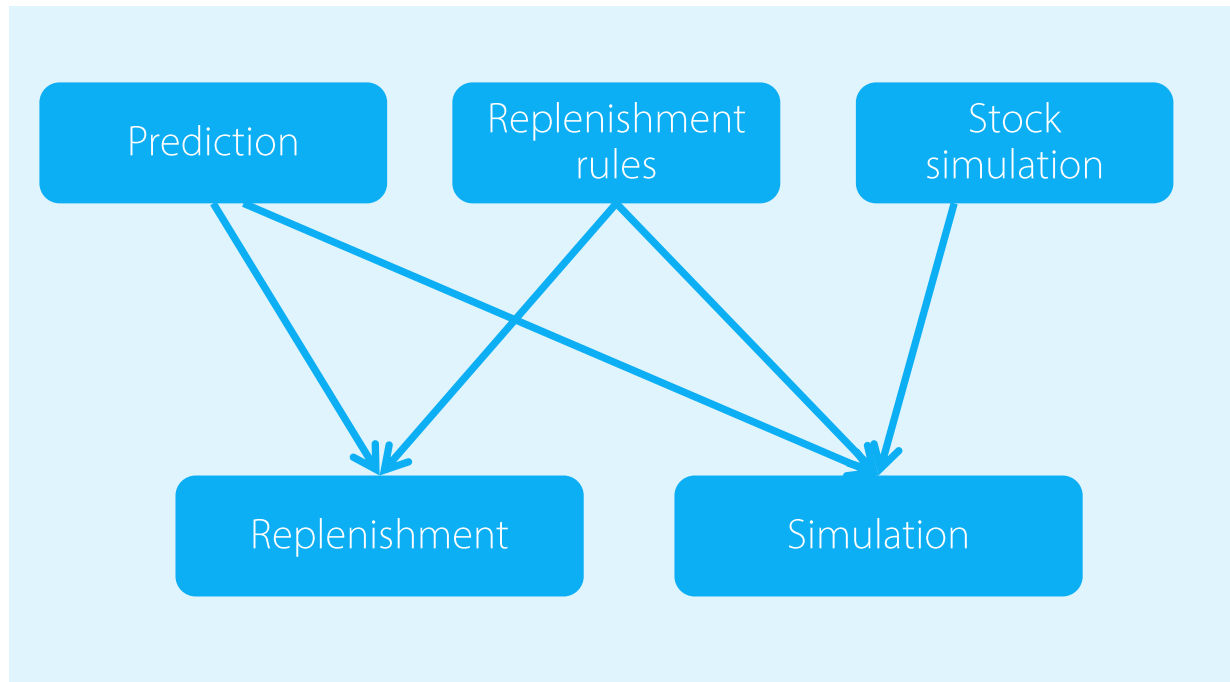 Prediction
Replenishment
rules
Stock
simulation
Replenishment
Simulation